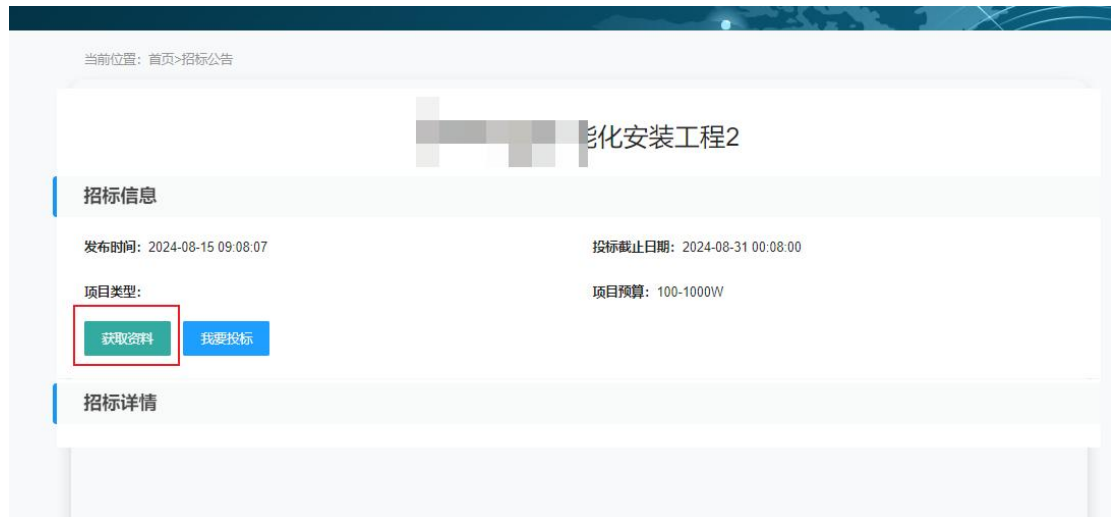 当前位置：首页>招标公告
能化安装工程2
招标信息
发布时间：2024-08-15 09:08:07
投标截止日期：2024-08-31 00:08:00
项目类型：
项目预算：100-1000W
获取资料
我要投标
招标详情